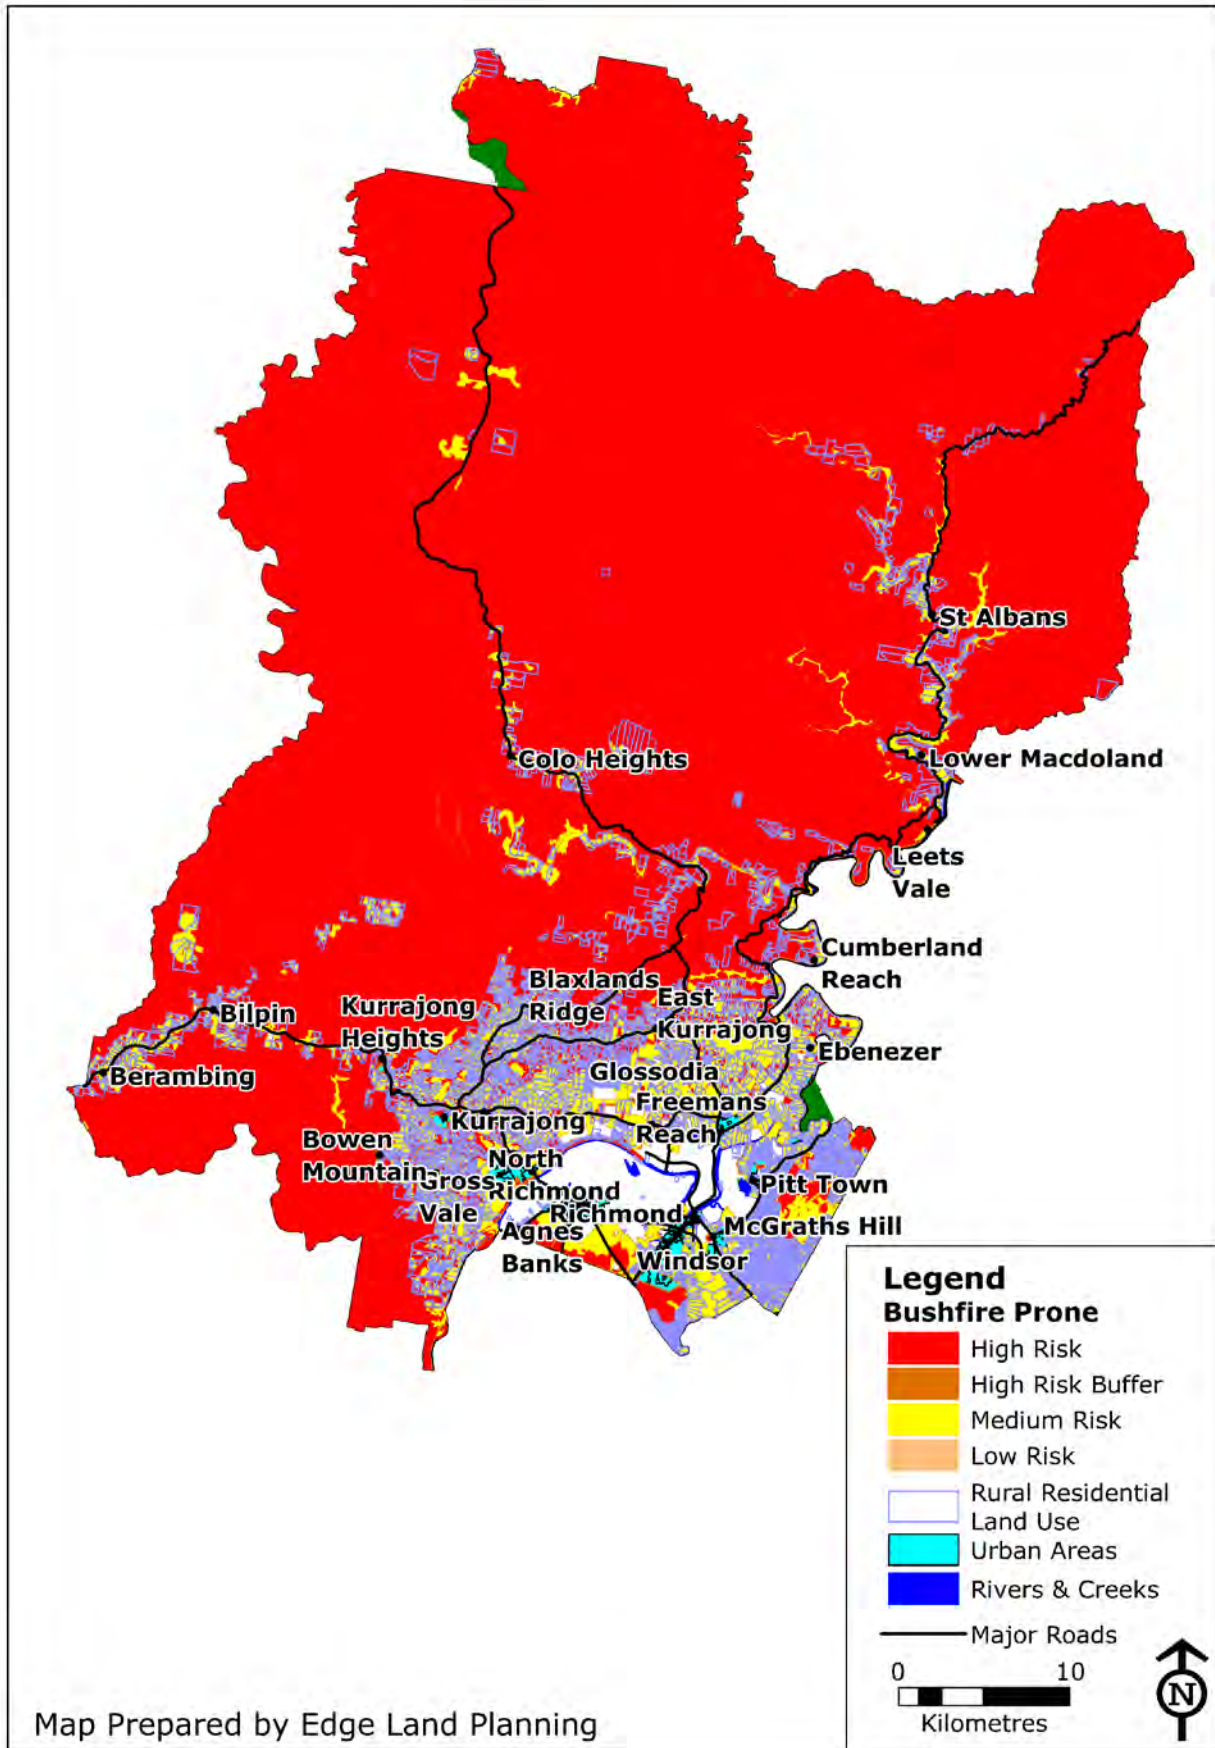 St Albans
Colo Heights
Lower Macdoland
Leets
Vale
Cumberland
Reach
Blaxlands
Ridge
East
Kurrajong
Kurrajong
Heights
Bilpin
Berambing
Ebenezer
Glossodia
Freemans
Reach
Kurrajong
Bowen
Mountain
Gross
Vale
North
Richmond
Richmond
Pitt Town
McGraths Hill
Agnes
Banks
Windsor
Legend
Bushfire Prone
High Risk
High Risk Buffer
Medium Risk
Low Risk
Rural Residential
Land Use
Urban Areas
Rivers & Creeks
Major Roads
0 10
Kilometres
N
Map Prepared by Edge Land Planning